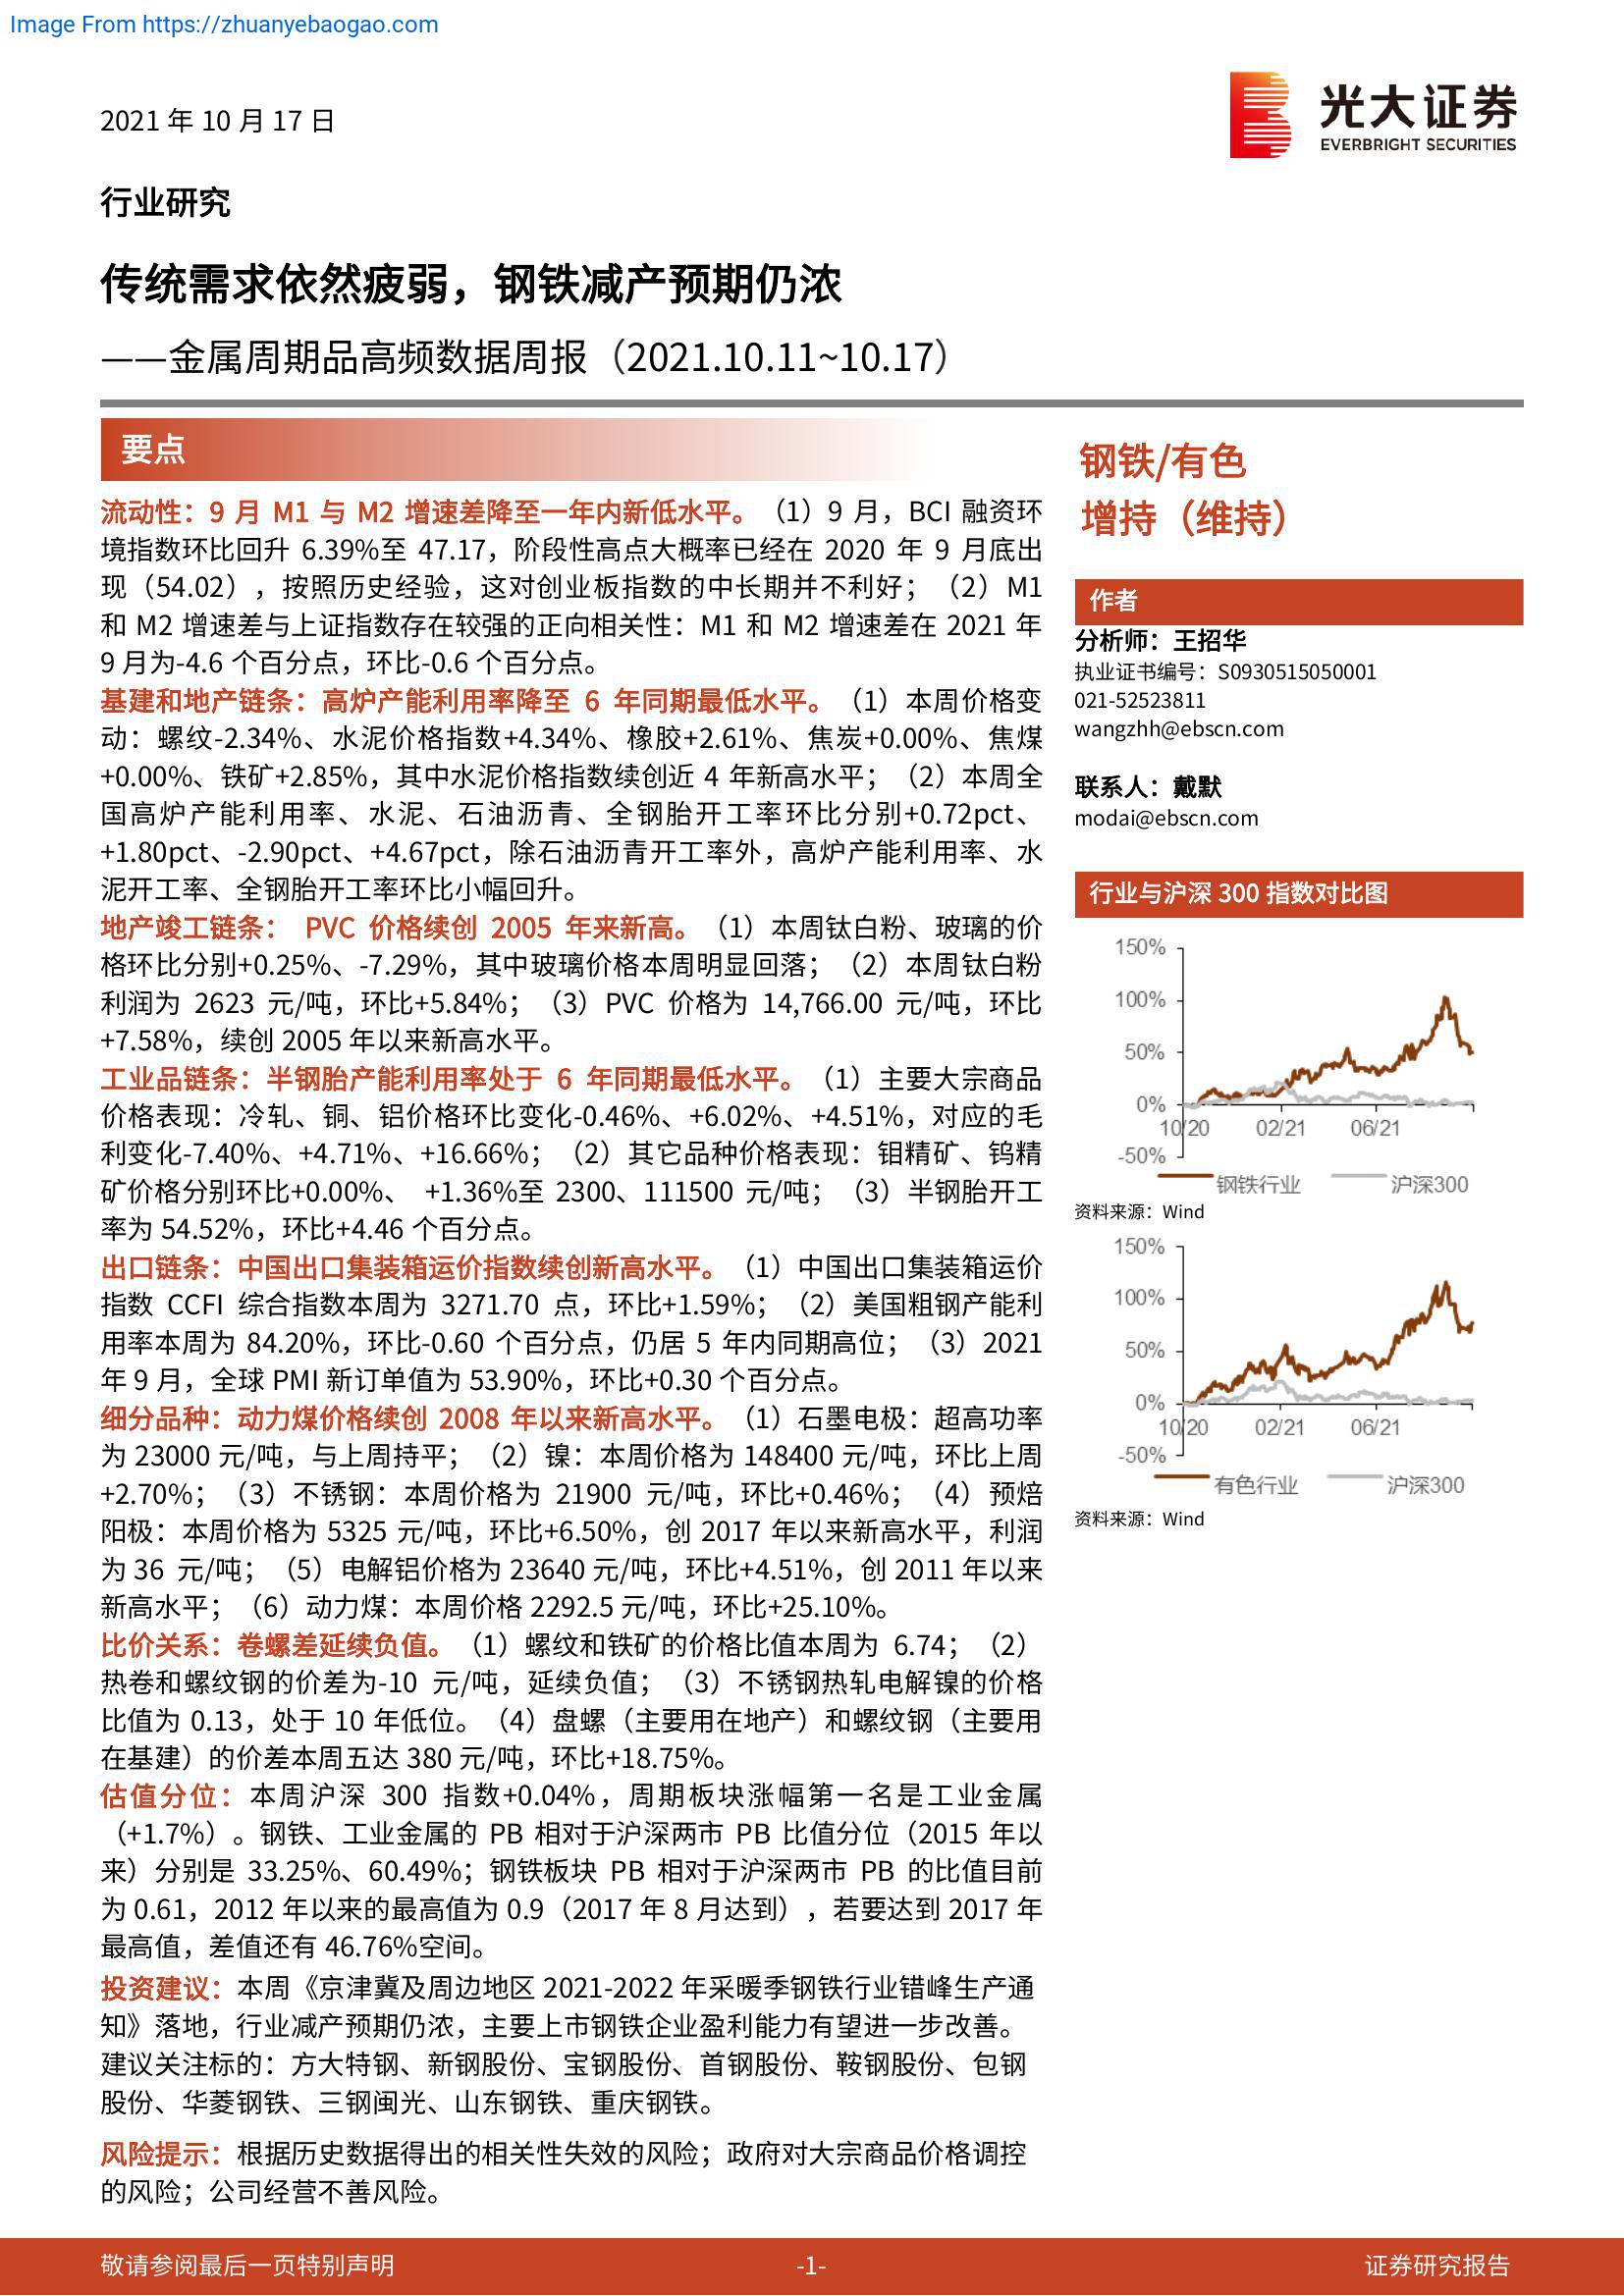 Image From https://zhuanyebaogao.com
2021 年 10 月 17 日
光大证券
EVERBRIGHT SECURITIES
行业研究
传统需求依然疲弱，钢铁减产预期仍浓
——金属周期品高频数据周报（2021.10.11~10.17）
要点
流动性：9 月 M1 与 M2 增速差降至一年内新低水平。（1）9 月，BCI 融资环
境指数环比回升 6.39%至 47.17，阶段性高点大概率已经在 2020 年 9 月底出
现（54.02），按照历史经验，这对创业板指数的中长期并不利好；（2）M1
和 M2 增速差与上证指数存在较强的正向相关性：M1 和 M2 增速差在 2021 年
9 月为-4.6 个百分点，环比-0.6 个百分点。
基建和地产链条：高炉产能利用率降至 6 年同期最低水平。（1）本周价格变
动：螺纹-2.34%、水泥价格指数+4.34%、橡胶+2.61%、焦炭+0.00%、焦煤
+0.00%、铁矿+2.85%，其中水泥价格指数续创近 4 年新高水平；（2）本周全
国高炉产能利用率、水泥、石油沥青、全钢胎开工率环比分别+0.72pct、
+1.80pct、-2.90pct、+4.67pct，除石油沥青开工率外，高炉产能利用率、水
泥开工率、全钢胎开工率环比小幅回升。
地产竣工链条： PVC 价格续创 2005 年来新高。（1）本周钛白粉、玻璃的价
格环比分别+0.25%、-7.29%，其中玻璃价格本周明显回落；（2）本周钛白粉
利润为 2623 元/吨，环比+5.84%；（3）PVC 价格为 14,766.00 元/吨，环比
+7.58%，续创 2005 年以来新高水平。
工业品链条：半钢胎产能利用率处于 6 年同期最低水平。（1）主要大宗商品
价格表现：冷轧、铜、铝价格环比变化-0.46%、+6.02%、+4.51%，对应的毛
利变化-7.40%、+4.71%、+16.66%；（2）其它品种价格表现：钼精矿、钨精
矿价格分别环比+0.00%、 +1.36%至 2300、111500 元/吨；（3）半钢胎开工
率为 54.52%，环比+4.46 个百分点。
出口链条：中国出口集装箱运价指数续创新高水平。（1）中国出口集装箱运价
指数 CCFI 综合指数本周为 3271.70 点，环比+1.59%；（2）美国粗钢产能利
用率本周为 84.20%，环比-0.60 个百分点，仍居 5 年内同期高位；（3）2021
年 9 月，全球 PMI 新订单值为 53.90%，环比+0.30 个百分点。
细分品种：动力煤价格续创 2008 年以来新高水平。（1）石墨电极：超高功率
为 23000 元/吨，与上周持平；（2）镍：本周价格为 148400 元/吨，环比上周
+2.70%；（3）不锈钢：本周价格为 21900 元/吨，环比+0.46%；（4）预焙
阳极：本周价格为 5325 元/吨，环比+6.50%，创 2017 年以来新高水平，利润
为 36 元/吨；（5）电解铝价格为 23640 元/吨，环比+4.51%，创 2011 年以来
新高水平；（6）动力煤：本周价格 2292.5 元/吨，环比+25.10%。
比价关系：卷螺差延续负值。（1）螺纹和铁矿的价格比值本周为 6.74；（2）
热卷和螺纹钢的价差为-10 元/吨，延续负值；（3）不锈钢热轧电解镍的价格
比值为 0.13，处于 10 年低位。（4）盘螺（主要用在地产）和螺纹钢（主要用
在基建）的价差本周五达 380 元/吨，环比+18.75%。
估值分位：本周沪深 300 指数+0.04%，周期板块涨幅第一名是工业金属
（+1.7%）。钢铁、工业金属的 PB 相对于沪深两市 PB 比值分位（2015 年以
来）分别是 33.25%、60.49%；钢铁板块 PB 相对于沪深两市 PB 的比值目前
为 0.61，2012 年以来的最高值为 0.9（2017 年 8 月达到），若要达到 2017 年
最高值，差值还有 46.76%空间。
投资建议：本周《京津冀及周边地区 2021-2022 年采暖季钢铁行业错峰生产通
知》落地，行业减产预期仍浓，主要上市钢铁企业盈利能力有望进一步改善。
建议关注标的：方大特钢、新钢股份、宝钢股份、首钢股份、鞍钢股份、包钢
股份、华菱钢铁、三钢闽光、山东钢铁、重庆钢铁。
风险提示：根据历史数据得出的相关性失效的风险；政府对大宗商品价格调控
的风险；公司经营不善风险。
钢铁/有色
增持（维持）
作者
分析师：王招华
执业证书编号：S0930515050001
021-52523811
wangzhh@ebscn.com
联系人：戴默
modai@ebscn.com
行业与沪深 300 指数对比图
150%
100%
50%
0%
10/20 02/21 06/21
-50%
钢铁行业 沪深300
资料来源：Wind
150%
100%
50%
0%
10/20 02/21 06/21
-50%
有色行业 沪深300
资料来源：Wind
敬请参阅最后一页特别声明 -1- 证券研究报告